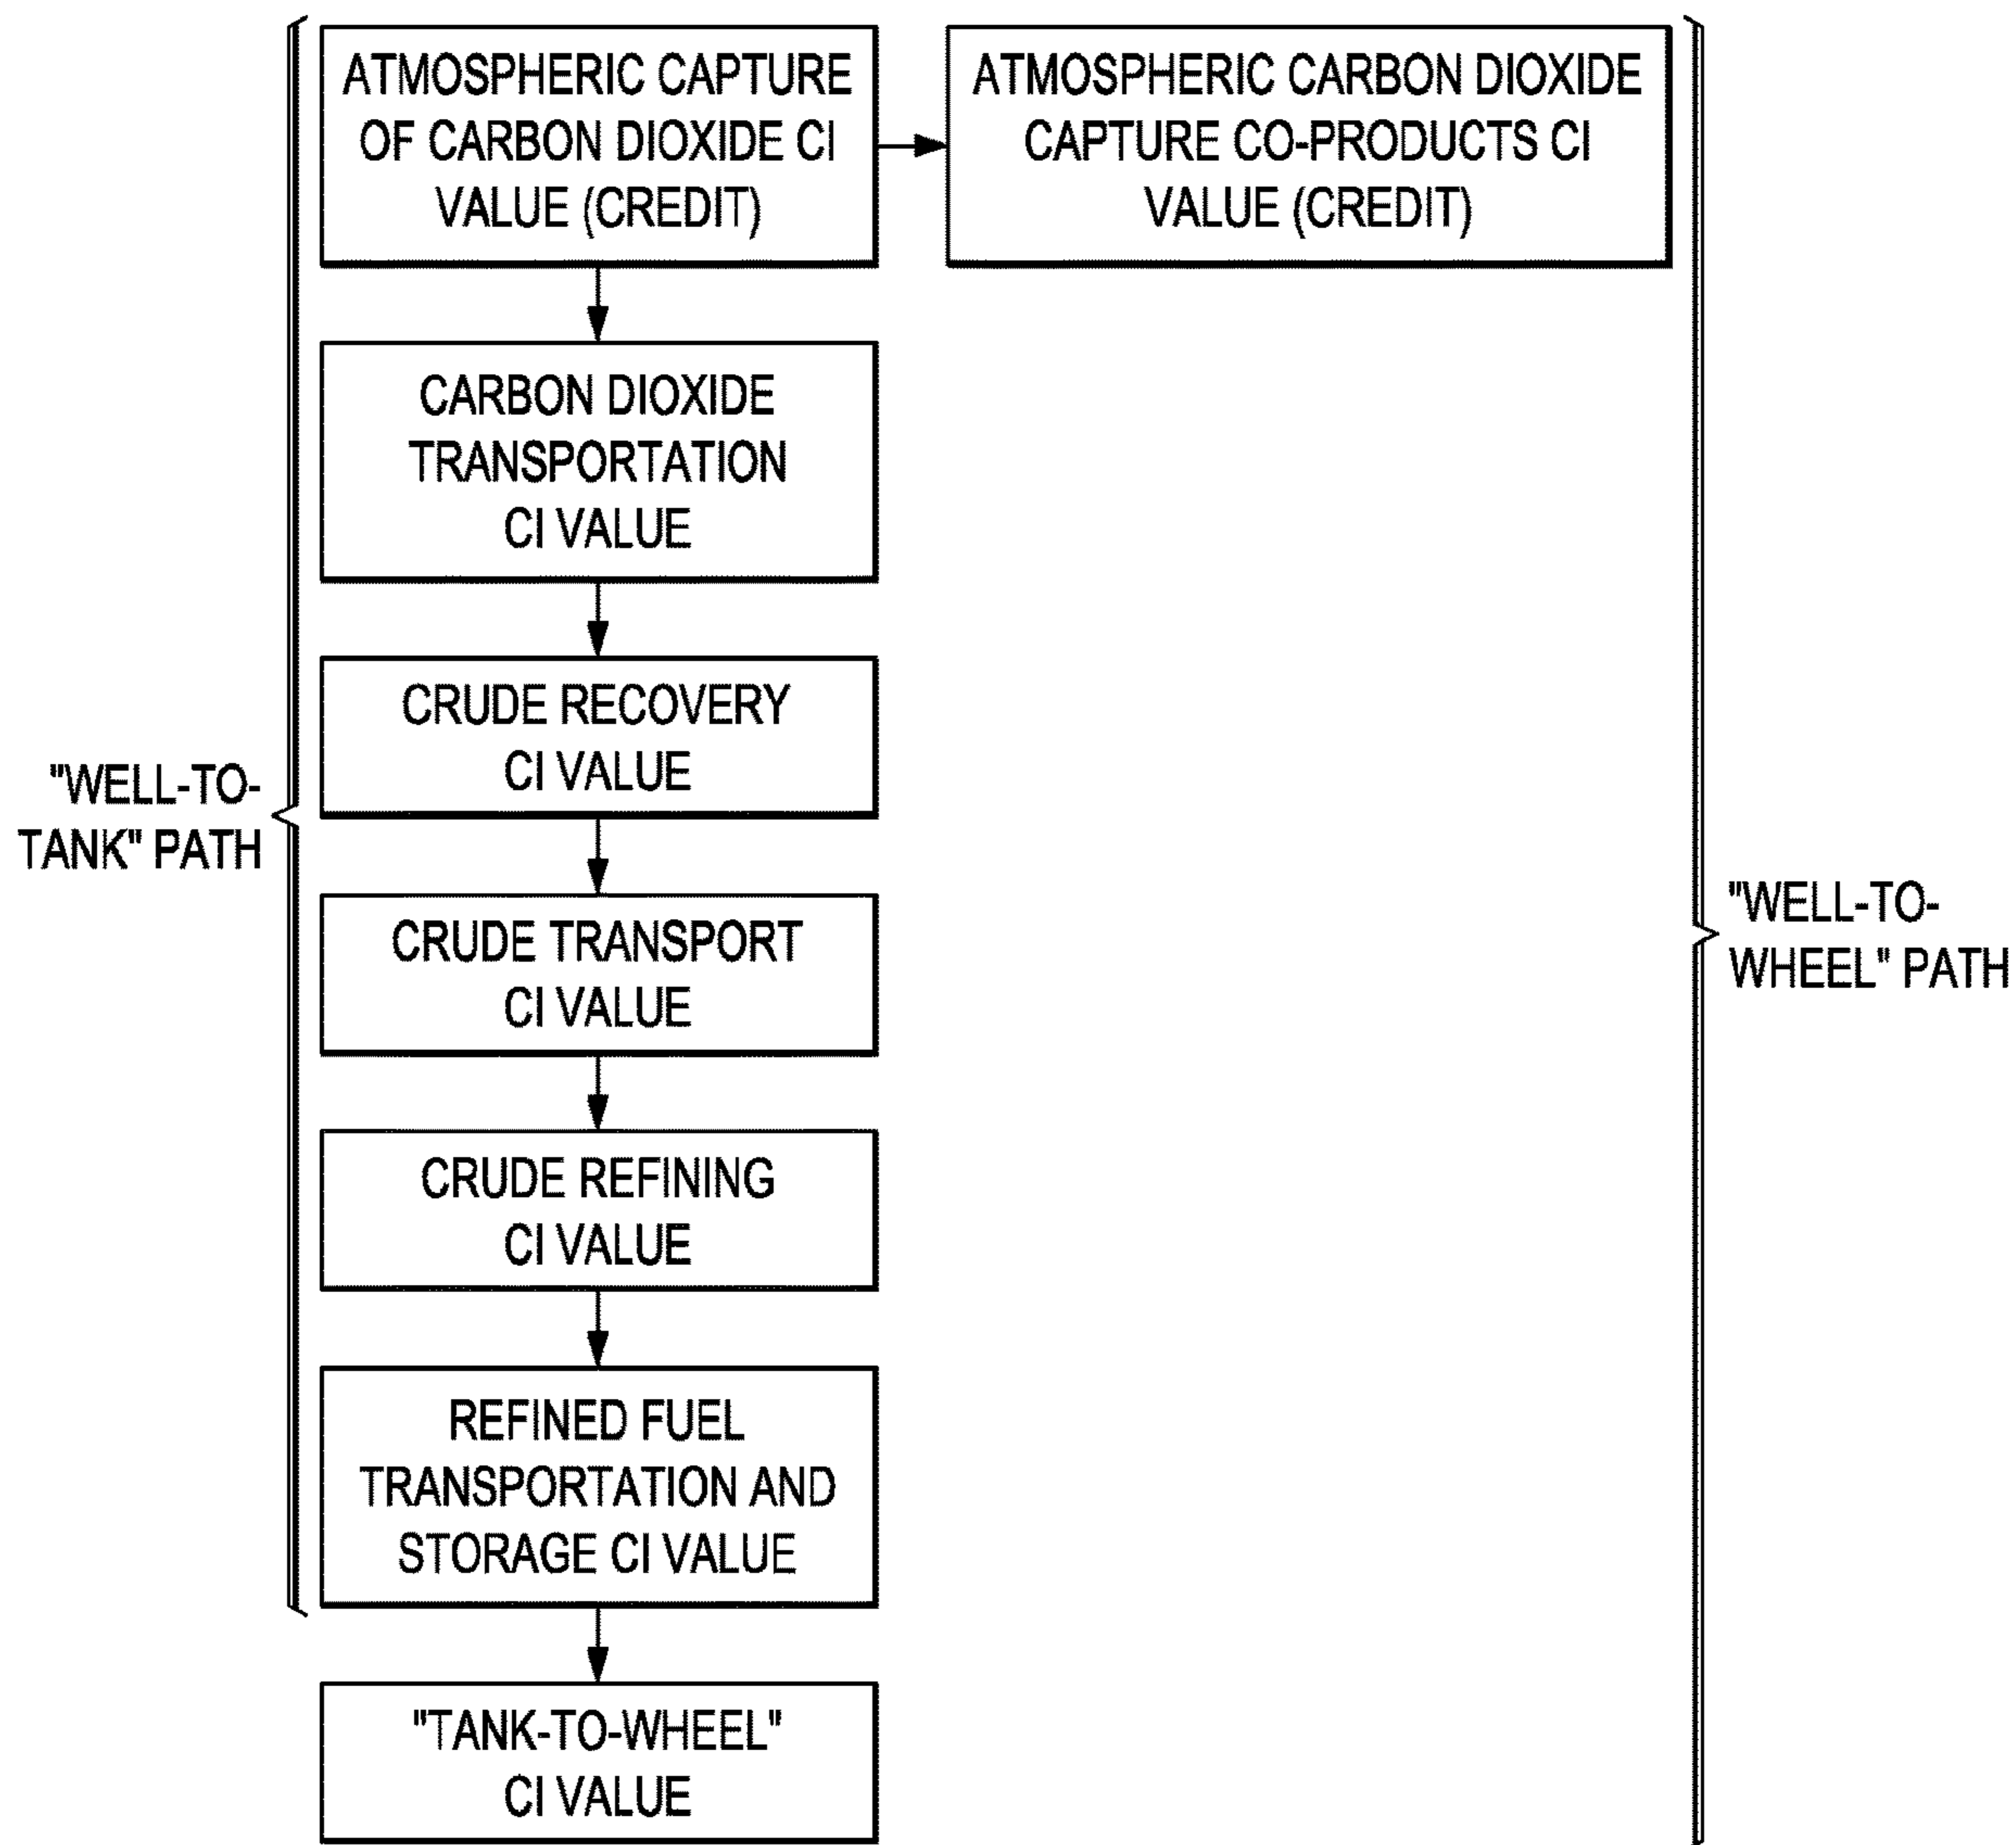 ATMOSPHERIC CAPTURE
OF CARBON DIOXIDE CI
VALUE (CREDIT)
ATMOSPHERIC CARBON DIOXIDE
CAPTURE CO-PRODUCTS CI
VALUE (CREDIT)
CARBON DIOXIDE
TRANSPORTATION
CI VALUE
CRUDE RECOVERY
CI VALUE
"WELL-TO-
TANK" PATH
CRUDE TRANSPORT
CI VALUE
"WELL-TO-
WHEEL" PATH
CRUDE REFINING
CI VALUE
REFINED FUEL
TRANSPORTATION AND
STORAGE CI VALUE
"TANK-TO-WHEEL"
CI VALUE